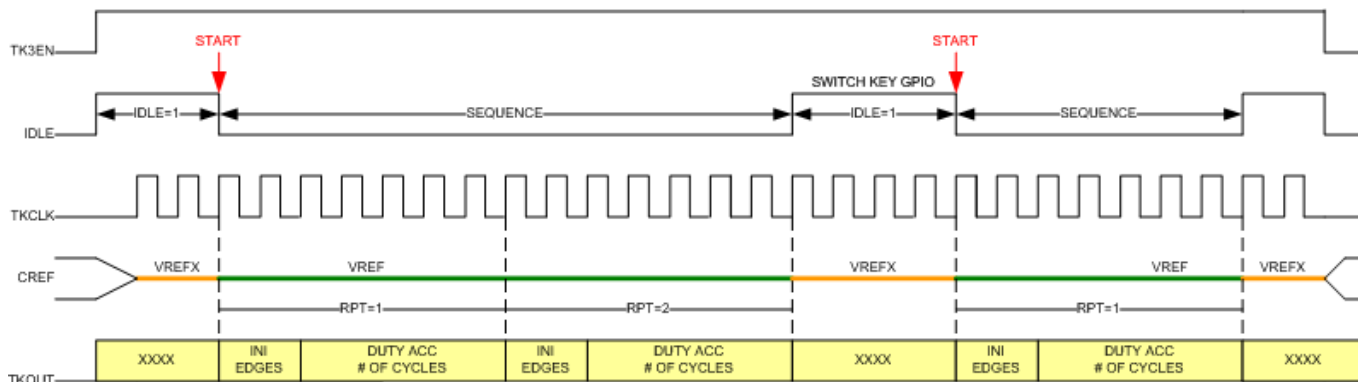 TK3EN
START
START
SWITCH KEY GPIO
IDLE
IDLE=1
SEQUENCE
IDLE=1
SEQUENCE
TKCLK
CREF
VREFX
VREF
VREFX
VREF
VREFX
RPT=1
RPT=2
RPT=1
TKOUT
XXXX
INI
EDGES
DUTY ACC
# OF CYCLES
INI
EDGES
DUTY ACC
# OF CYCLES
XXXX
INI
EDGES
DUTY ACC
# OF CYCLES
XXXX